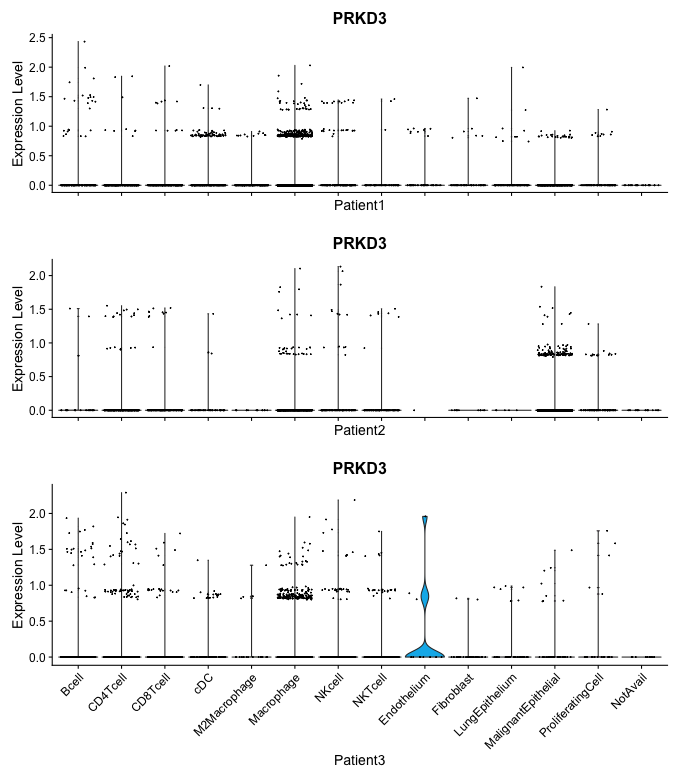 PRKD3
Expression Level
2.5
2.0
1.5
1.0
0.5
0.0
Patient1
PRKD3
Expression Level
2.0
1.5
1.0
0.5
0.0
Patient2
PRKD3
Expression Level
2.0
1.5
1.0
0.5
0.0
Bcell
CD4Tcell
CD8Tcell
cDC
M2Macrophage
Macrophage
NKcell
NKTcell
Endothelium
Fibroblast
LungEpithelium
MalignantEpithelial
ProliferatingCell
NotAvail
Patient3